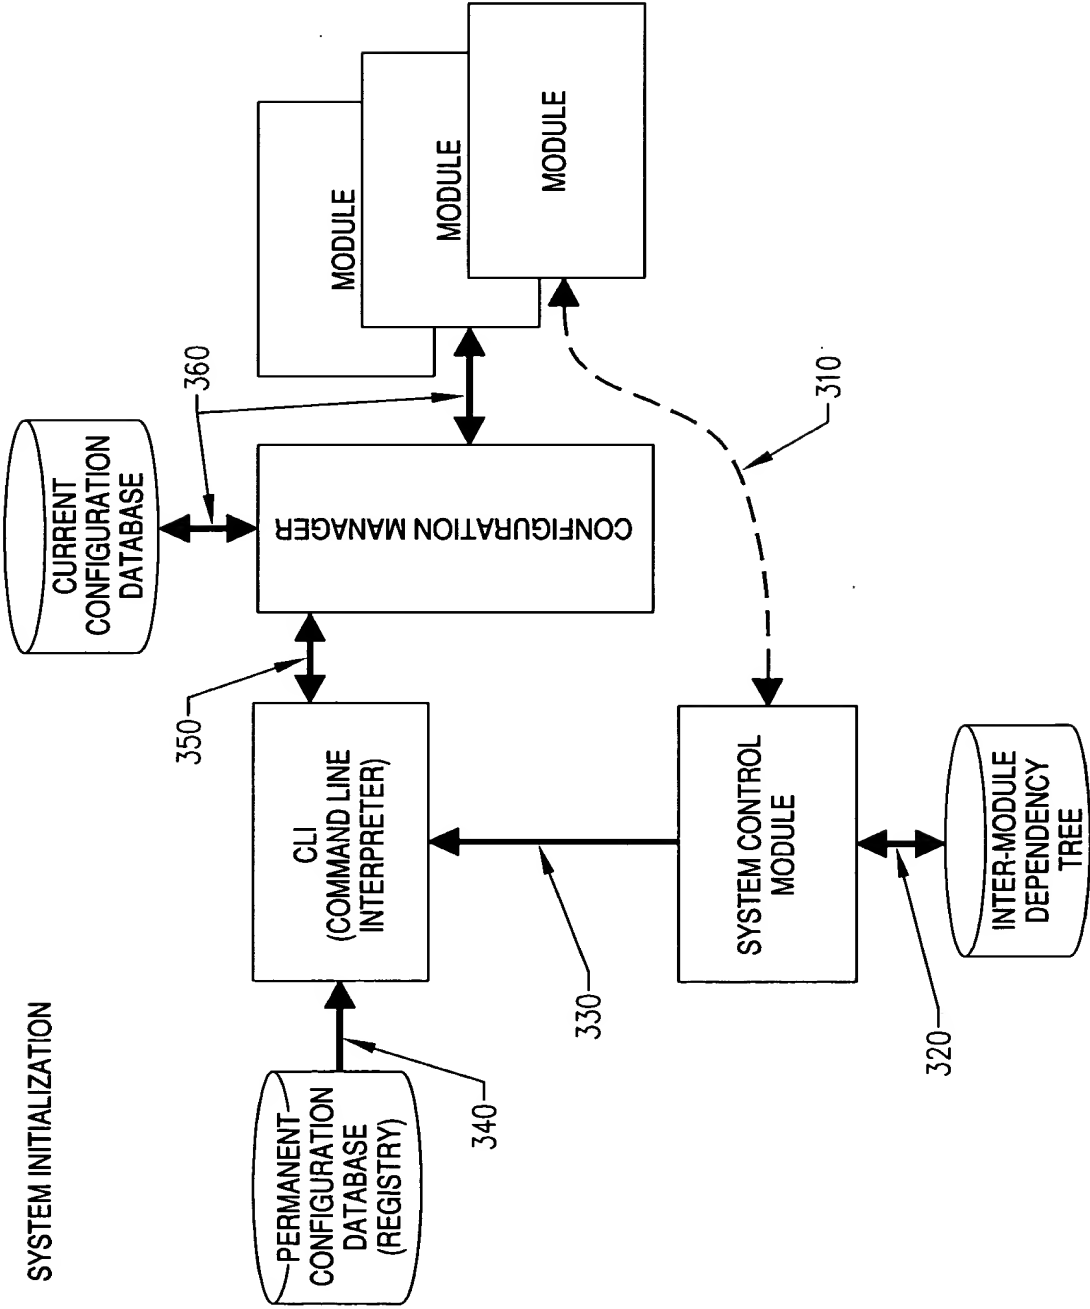 SYSTEM INITIALIZATION
PERMANENT
CONFIGURATION
DATABASE
(REGISTRY)
340
CLI
(COMMAND LINE
INTERPRETER)
350
CURRENT
CONFIGURATION
DATABASE
360
CONFIGURATION MANAGER
MODULE
MODULE
MODULE
330
310
SYSTEM CONTROL
MODULE
320
INTER-MODULE
DEPENDENCY
TREE